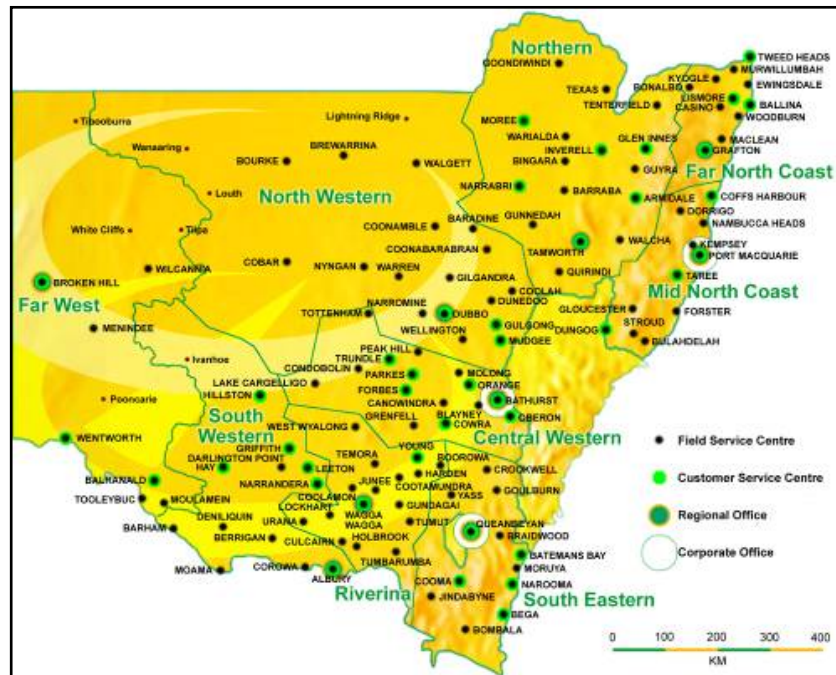 Northern
GOONDIWINDI
TEXAS
TENTERFIELD
BONALBO
KYOGLE
TWEED HEADS
MURWILLUMBAH
EWINGSDALE
LISMORE
CASINO
BALLINA
WOODBURN
MACLEAN
GRAFTON
Far North Coast
Tibooburra
Lightning Ridge
Wanaaring
BREWARRINA
BOURKE
WALGETT
MOREE
WARIALDA
INVERELL
GLEN INNES
BINGARA
GUYRA
NARRABRI
BARRABA
ARMIDALE
COFFS HARBOUR
DORRIGO
NAMBUCCA HEADS
North Western
Louth
White Cliffs
Tilpa
COONAMBLE
BARADINE
GUNNEDAH
COONABARABRAN
TAMWORTH
WALCHA
KEMPSEY
PORT MACQUARIE
WILCANNIA
COBAR
NYNGAN
WARREN
GILGANDRA
QUIRINDI
TAREE
Mid North Coast
BROKEN HILL
Far West
COOLAH
DUNEDOO
TOTTENHAM
NARROMINE
DUBBO
WELLINGTON
GULGONG
MUDGEE
GLOUCESTER
DUNGOG
STROUD
FORSTER
BULAHDELAH
MENINDEE
Ivanhoe
PEAK HILL
TRUNDLE
CONDOBOLIN
PARKES
MOLONG
ORANGE
LAKE CARGELLIGO
HILLSTON
FORBES
BATHURST
Pooncarie
CANOWINDRA
BLAYNEY
OBERON
GRENFELL
COWRA
Central Western
South
Western
WEST WYALONG
WENTWORTH
GRIFFITH
DARLINGTON POINT
HAY
LEETON
TEMORA
YOUNG
BOOROWA
HARDEN
CROOKWELL
BALRANALD
NARRANDERA
JUNEE
COOTAMUNDRA
COOLAMON
YASS
GOULBURN
TOOLEYBUC
MOULAMEIN
LOCKHART
WAGGA
WAGGA
GUNDAGAI
DENILIQUIN
URANA
TUMUT
QUEANBEYAN
BRAIDWOOD
BARHAM
BERRIGAN
CULCAIRN
HOLBROOK
TUMBARUMBA
BATEMANS BAY
MORUYA
MOAMA
COROWA
ALBURY
COOMA
NAROOMA
Riverina
JINDABYNE
South Eastern
BEGA
BOMBALA
Field Service Centre
Customer Service Centre
Regional Office
Corporate Office
0 100 200 300 400
KM